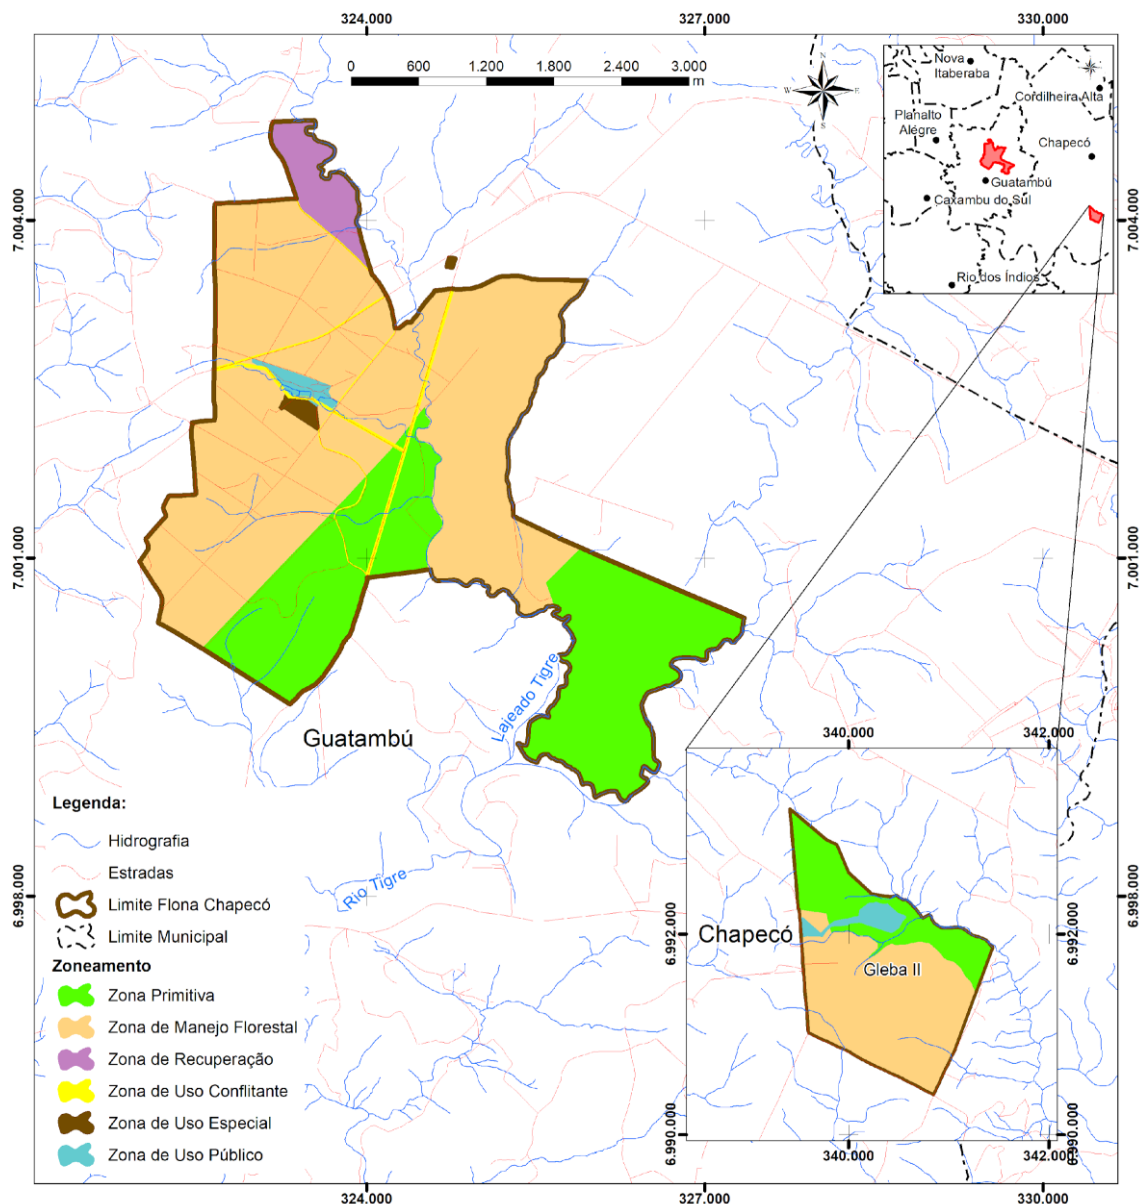 324.000
327.000
330.000
0
600
1.200
1.800
2.400
3.000
m
N
W
E
S
Nova
Itaberaba
Cordilheira Alta
Planalto
Alegre
Chapecó
Guatambú
Caxambu do Sul
Rio dos Índios
7.004.000
7.004.000
7.001.000
7.001.000
6.998.000
6.998.000
Lajeado Tigre
Guatambú
Rio Tigre
340.000
342.000
6.992.000
6.992.000
Chapecó
Gleba II
6.990.000
6.990.000
340.000
342.000
Legenda:
Hidrografia
Estradas
Limite Flona Chapecó
Limite Municipal
Zoneamento
Zona Primitiva
Zona de Manejo Florestal
Zona de Recuperação
Zona de Uso Conflitante
Zona de Uso Especial
Zona de Uso Público
324.000
327.000
330.000